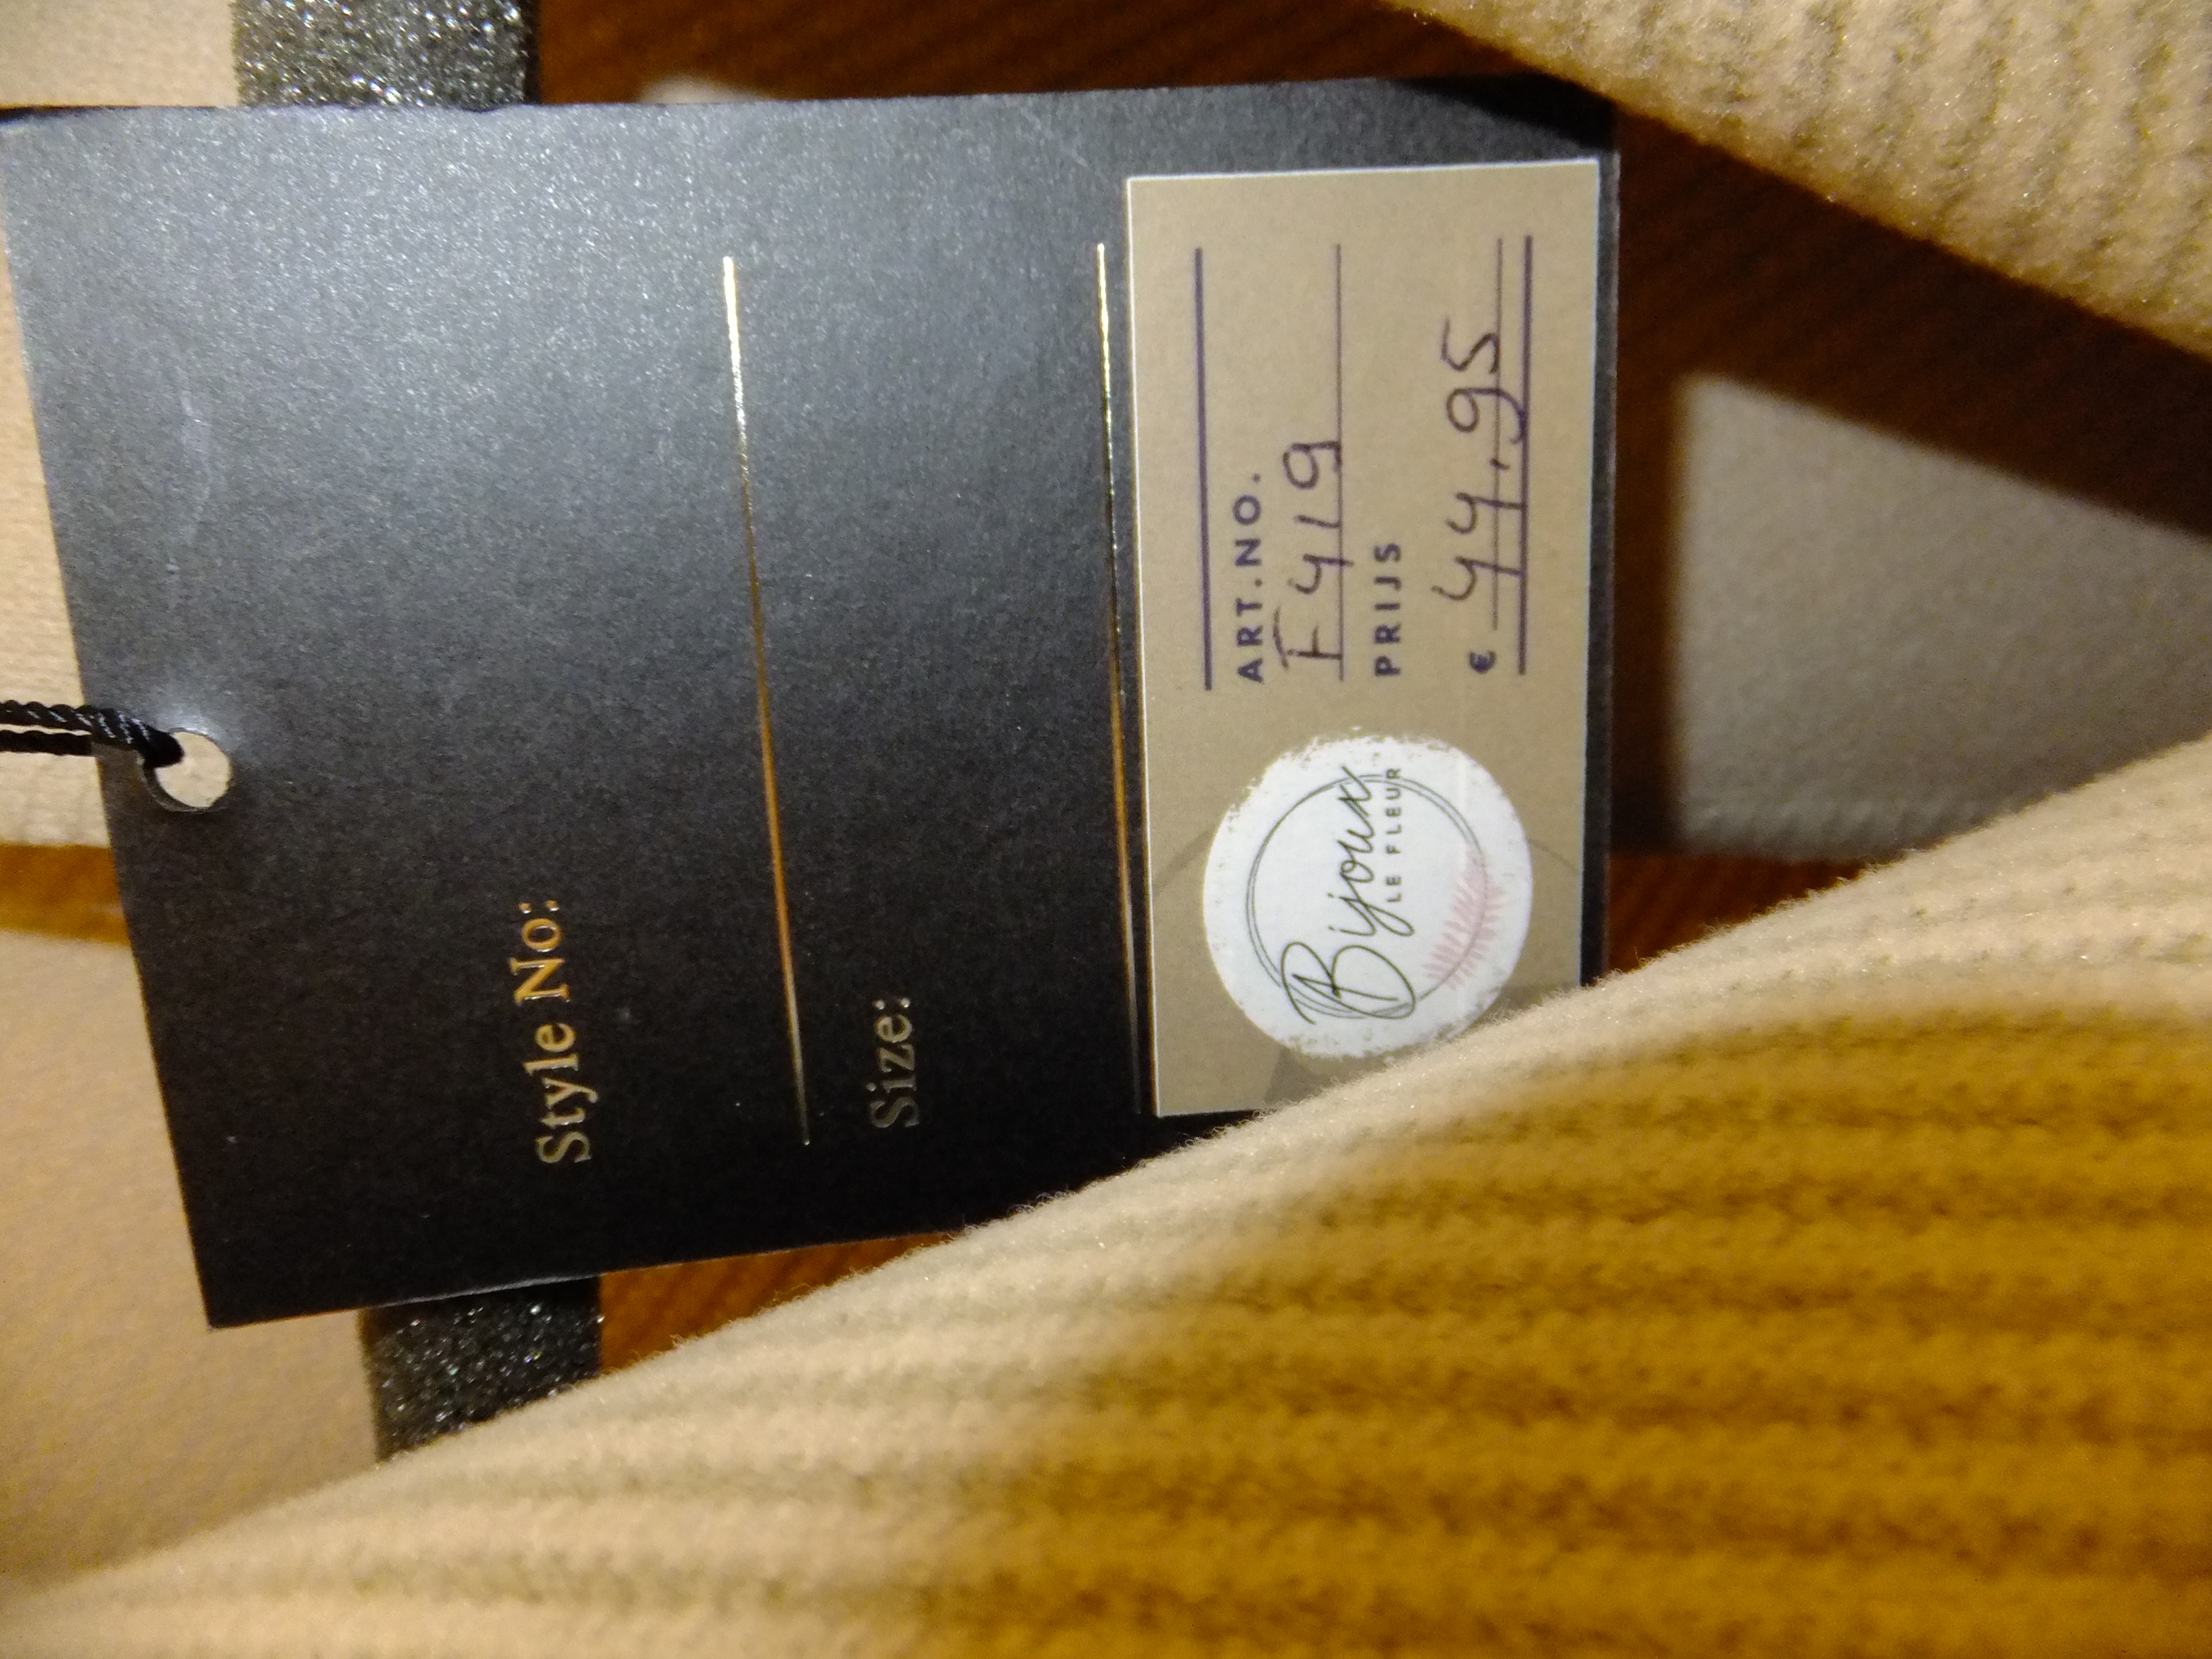 Style No:
Size:
Bijoux
LE FLEUR
ART.NO.
F419
PRIJS
€ 44,95